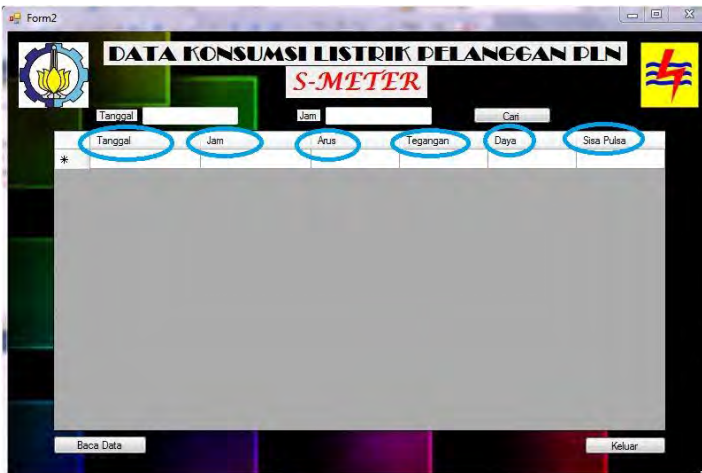 Form2
DATA KONSUMSI LISTRIK PELANGGAN PLN
S-METER
Tanggal Jam Cari
Tanggal Jam Arus Tegangan Daya Sisa Pulsa
*
Baca Data Keluar